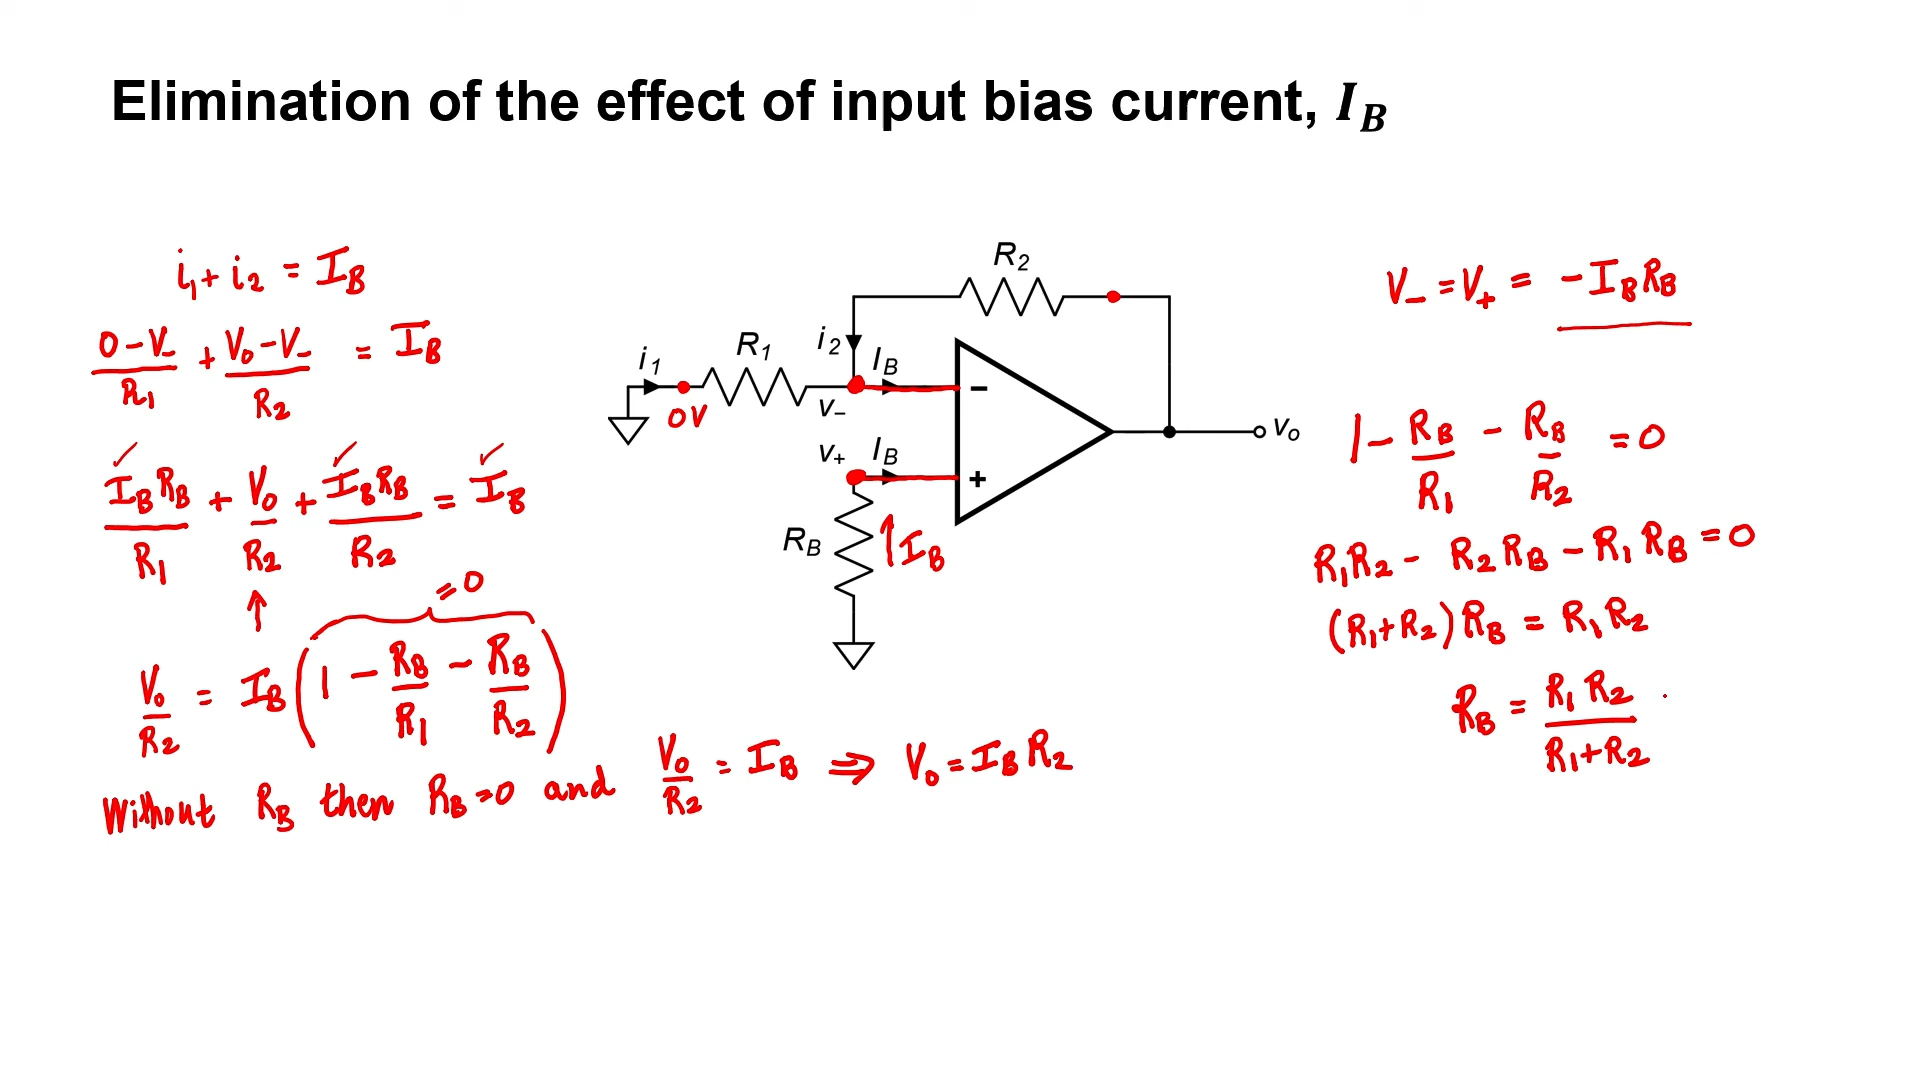 Elimination of the effect of input bias current, I_B
i₁ + i₂ = I_B
(0 − V₋)/R₁ + (V₀ − V₋)/R₂ = I_B
✓ ✓ ✓
I_B R_B/R₁ + V₀/R₂ + I_B R_B/R₂ = I_B
↑
= 0
V₀/R₂ = I_B (1 − R_B/R₁ − R_B/R₂)
Without R_B then R_B = 0 and V₀/R₂ = I_B ⇒ V₀ = I_B R₂
R₂
i₂
i₁
R₁
I_B
0V
v₋
−
v₊
I_B
+
v_o
R_B
↑I_B
V₋ = V₊ = −I_B R_B
1 − R_B/R₁ − R_B/R₂ = 0
R₁R₂ − R₂R_B − R₁R_B = 0
(R₁+R₂)R_B = R₁R₂
R_B = R₁R₂/(R₁+R₂)